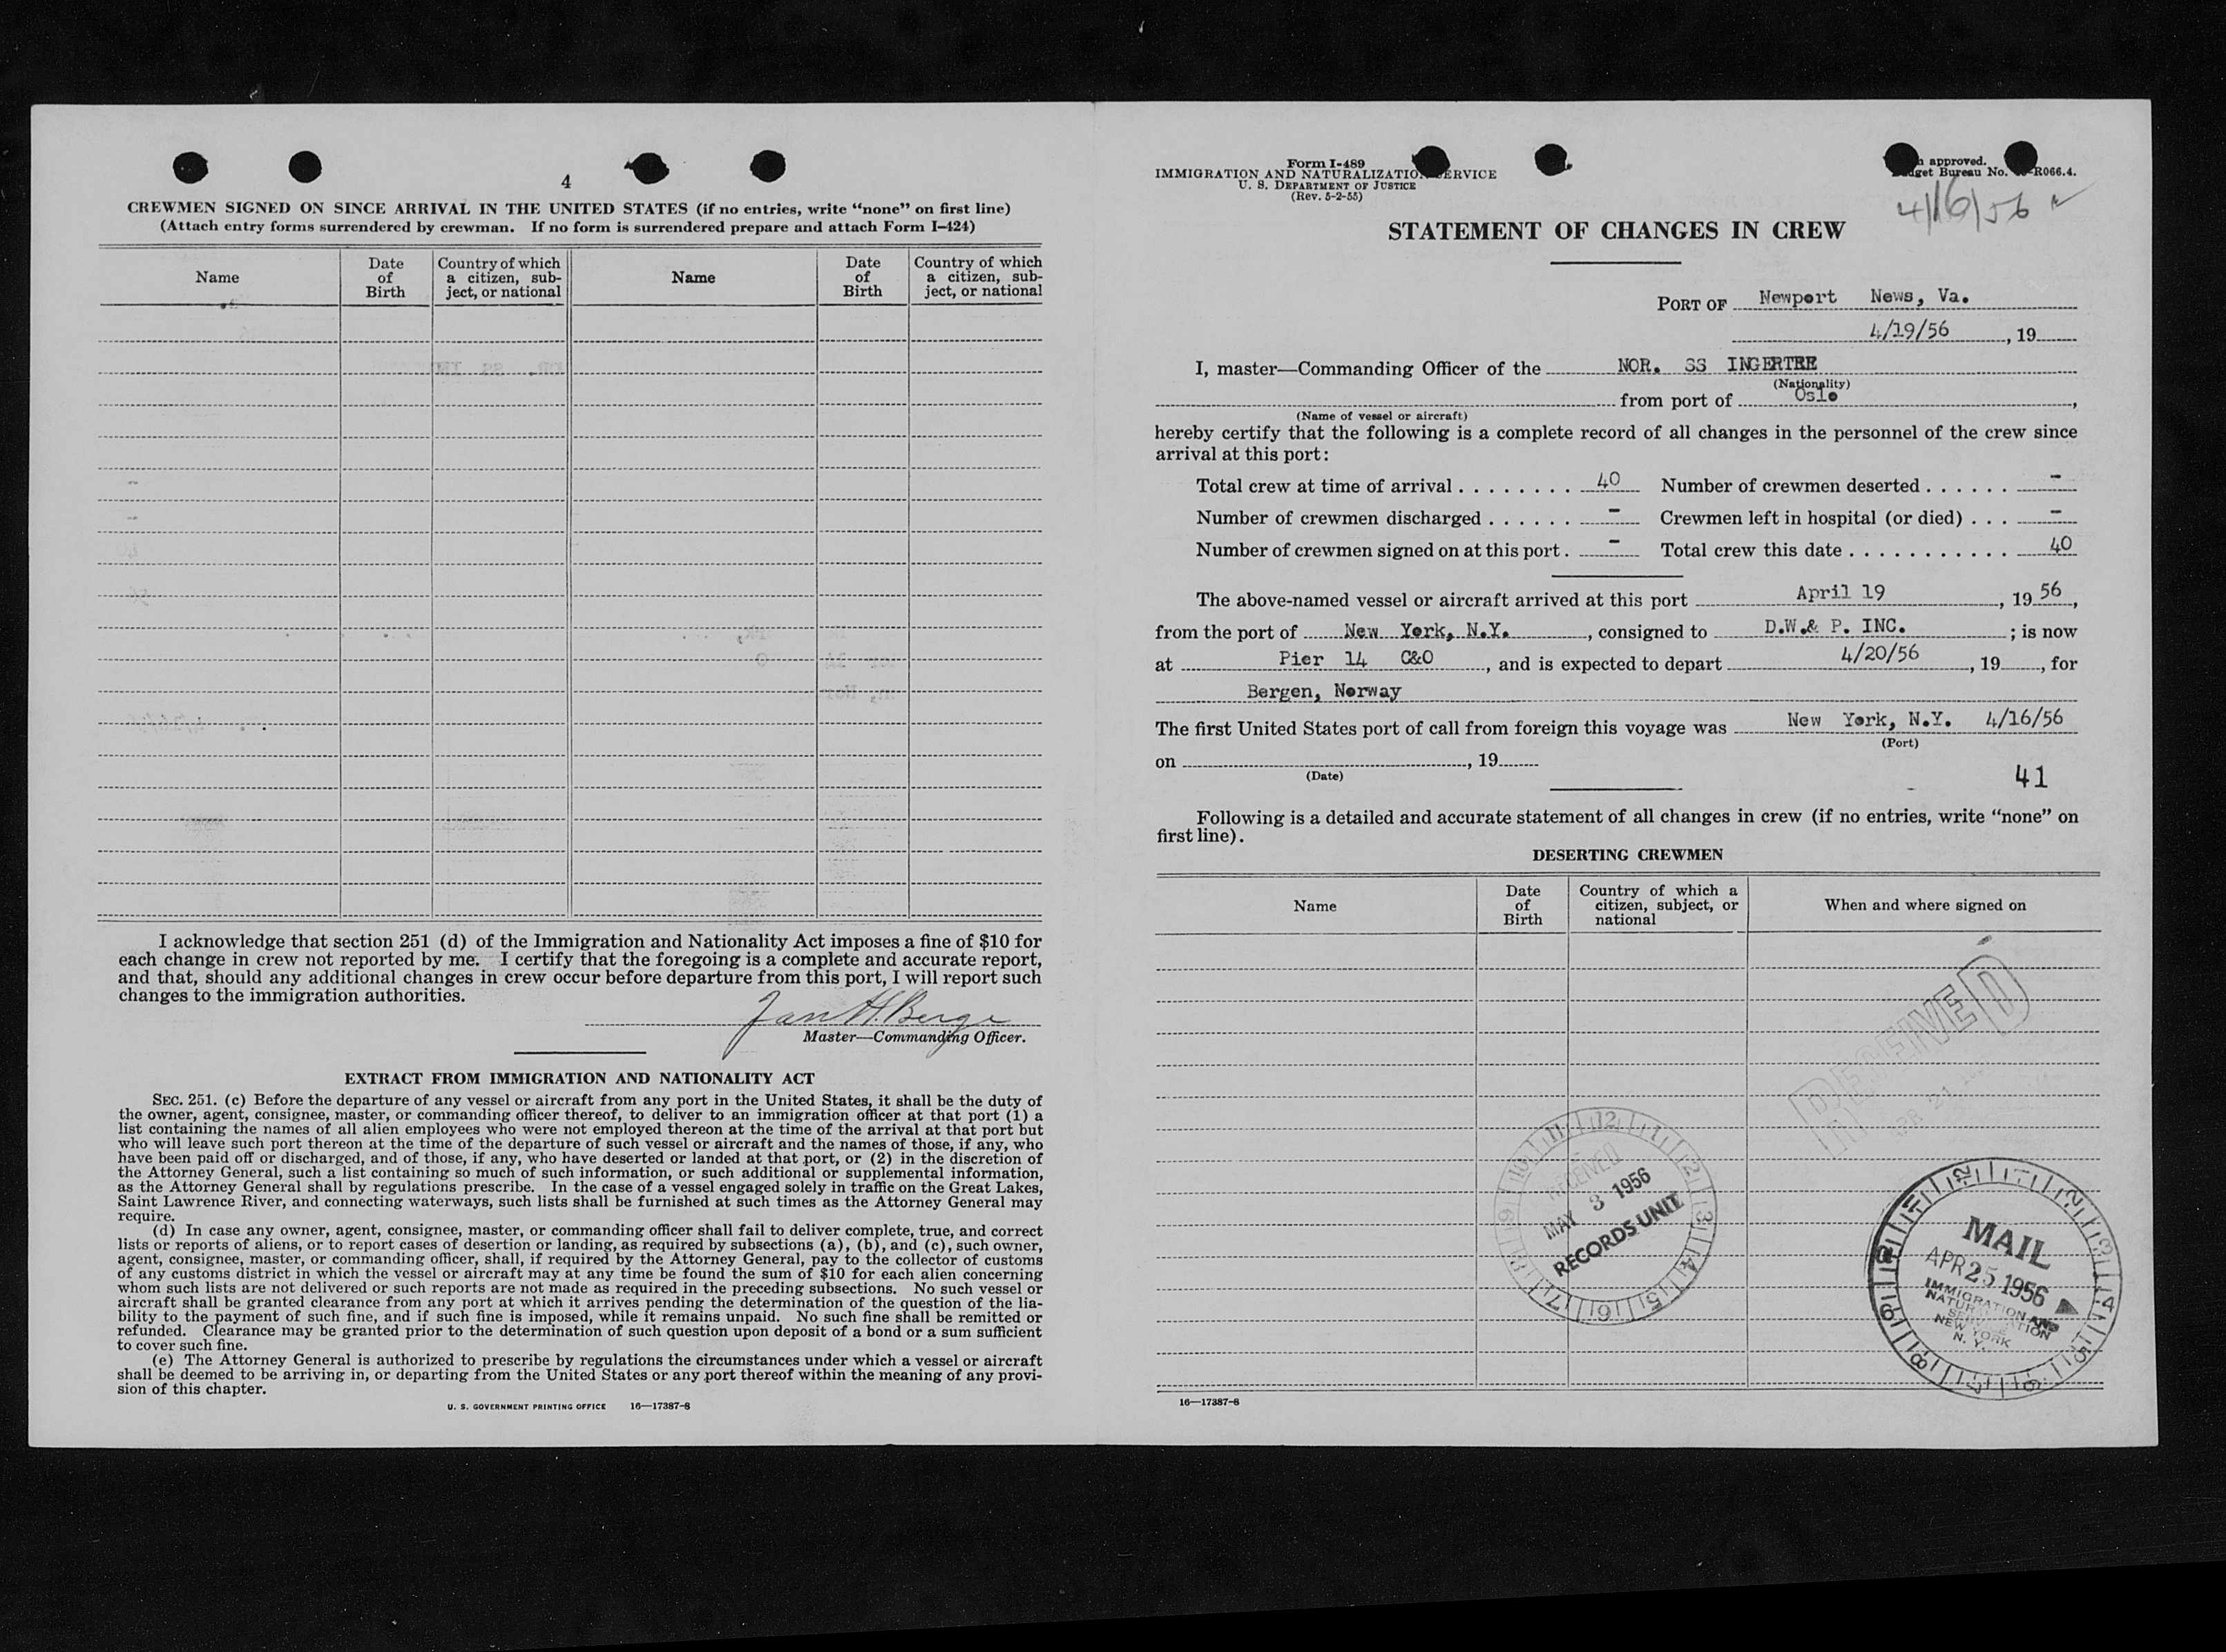 4
CREWMEN SIGNED ON SINCE ARRIVAL IN THE UNITED STATES (if no entries, write “none” on first line)
(Attach entry forms surrendered by crewman. If no form is surrendered prepare and attach Form I-424)
Name
Date of Birth
Country of which a citizen, sub-
ject, or national
Name
Date of Birth
Country of which a citizen, sub-
ject, or national
I acknowledge that section 251 (d) of the Immigration and Nationality Act imposes a fine of $10 for
each change in crew not reported by me. I certify that the foregoing is a complete and accurate report,
and that, should any additional changes in crew occur before departure from this port, I will report such
changes to the immigration authorities.
Jan H. Berge
Master—Commanding Officer.
EXTRACT FROM IMMIGRATION AND NATIONALITY ACT
SEC. 251. (c) Before the departure of any vessel or aircraft from any port in the United States, it shall be the duty of
the owner, agent, consignee, master, or commanding officer thereof, to deliver to an immigration officer at that port (1) a
list containing the names of all alien employees who were not employed thereon at the time of the arrival at that port but
who will leave such port thereon at the time of the departure of such vessel or aircraft and the names of those, if any, who
have been paid off or discharged, and of those, if any, who have deserted or landed at that port, or (2) in the discretion of
the Attorney General, such a list containing so much of such information, or such additional or supplemental information,
as the Attorney General shall by regulations prescribe. In the case of a vessel engaged solely in traffic on the Great Lakes,
Saint Lawrence River, and connecting waterways, such lists shall be furnished at such times as the Attorney General may
require.
(d) In case any owner, agent, consignee, master, or commanding officer shall fail to deliver complete, true, and correct
lists or reports of aliens, or to report cases of desertion or landing, as required by subsections (a), (b), and (c), such owner,
agent, consignee, master, or commanding officer, shall, if required by the Attorney General, pay to the collector of customs
of any customs district in which the vessel or aircraft may at any time be found the sum of $10 for each alien concerning
whom such lists are not delivered or such reports are not made as required in the preceding subsections. No such vessel or
aircraft shall be granted clearance from any port at which it arrives pending the determination of the question of the lia-
bility to the payment of such fine, and if such fine is imposed, while it remains unpaid. No such fine shall be remitted or
refunded. Clearance may be granted prior to the determination of such question upon deposit of a bond or a sum sufficient
to cover such fine.
(e) The Attorney General is authorized to prescribe by regulations the circumstances under which a vessel or aircraft
shall be deemed to be arriving in, or departing from the United States or any port thereof within the meaning of any provi-
sion of this chapter.
U. S. GOVERNMENT PRINTING OFFICE 16—17387-8
Form I-489
IMMIGRATION AND NATURALIZATION SERVICE
U. S. DEPARTMENT OF JUSTICE
(Rev. 5-2-55)
approved.
Bureau No. R066.4.
4/16/56
STATEMENT OF CHANGES IN CREW
PORT OF Newport News, Va.
4/19/56, 19
I, master—Commanding Officer of the NOR. SS INGERTRE
(Nationality)
from port of Oslo,
(Name of vessel or aircraft)
hereby certify that the following is a complete record of all changes in the personnel of the crew since
arrival at this port:
Total crew at time of arrival . . . . . . . . 40 Number of crewmen deserted . . . . . . -
Number of crewmen discharged . . . . . . - Crewmen left in hospital (or died) . . . -
Number of crewmen signed on at this port . - Total crew this date . . . . . . . . . . . 40
The above-named vessel or aircraft arrived at this port April 19, 19 56,
from the port of New York, N.Y., consigned to D.W.& P. INC.; is now
at Pier 14 C&O, and is expected to depart 4/20/56, 19, for
Bergen, Norway
The first United States port of call from foreign this voyage was New York, N.Y. 4/16/56
(Port)
on , 19
(Date)
41
Following is a detailed and accurate statement of all changes in crew (if no entries, write “none” on
first line).
DESERTING CREWMEN
Name
Date of Birth
Country of which a citizen, subject, or national
When and where signed on
RECEIVED
APR 21
RECEIVED
MAY 3 1956
RECORDS UNIT
MAIL
APR 25 1956
IMMIGRATION AND
NATURALIZATION
SERVICE
NEW YORK
N. Y.
16—17387-8